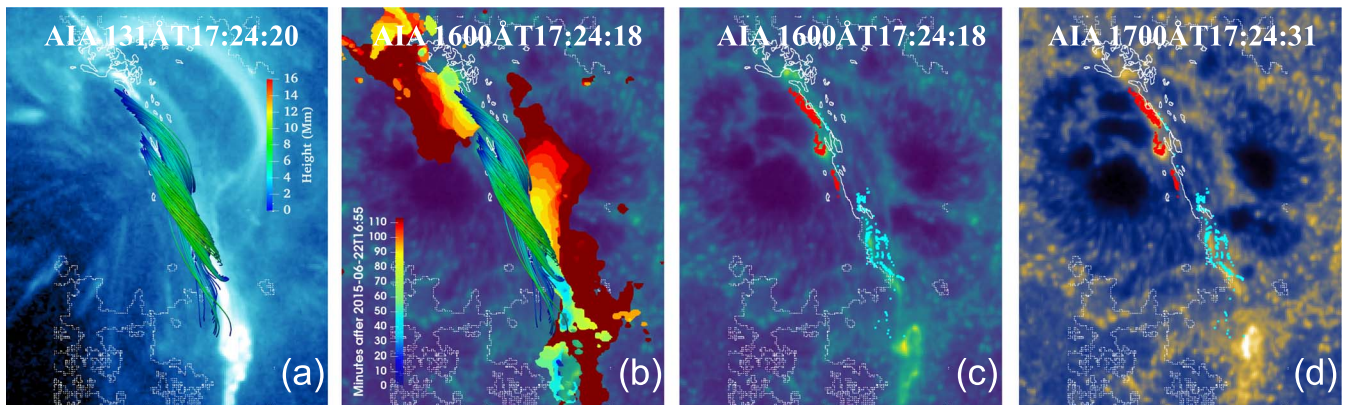 AIA 131ÅT17:24:20
16
14
12
10
8
6
4
2
0
Height (Mm)
(a)
AIA 1600ÅT17:24:18
Minutes after 2015-06-22T16:55
110
100
90
80
70
60
50
40
30
20
10
0
(b)
AIA 1600ÅT17:24:18
(c)
AIA 1700ÅT17:24:31
(d)